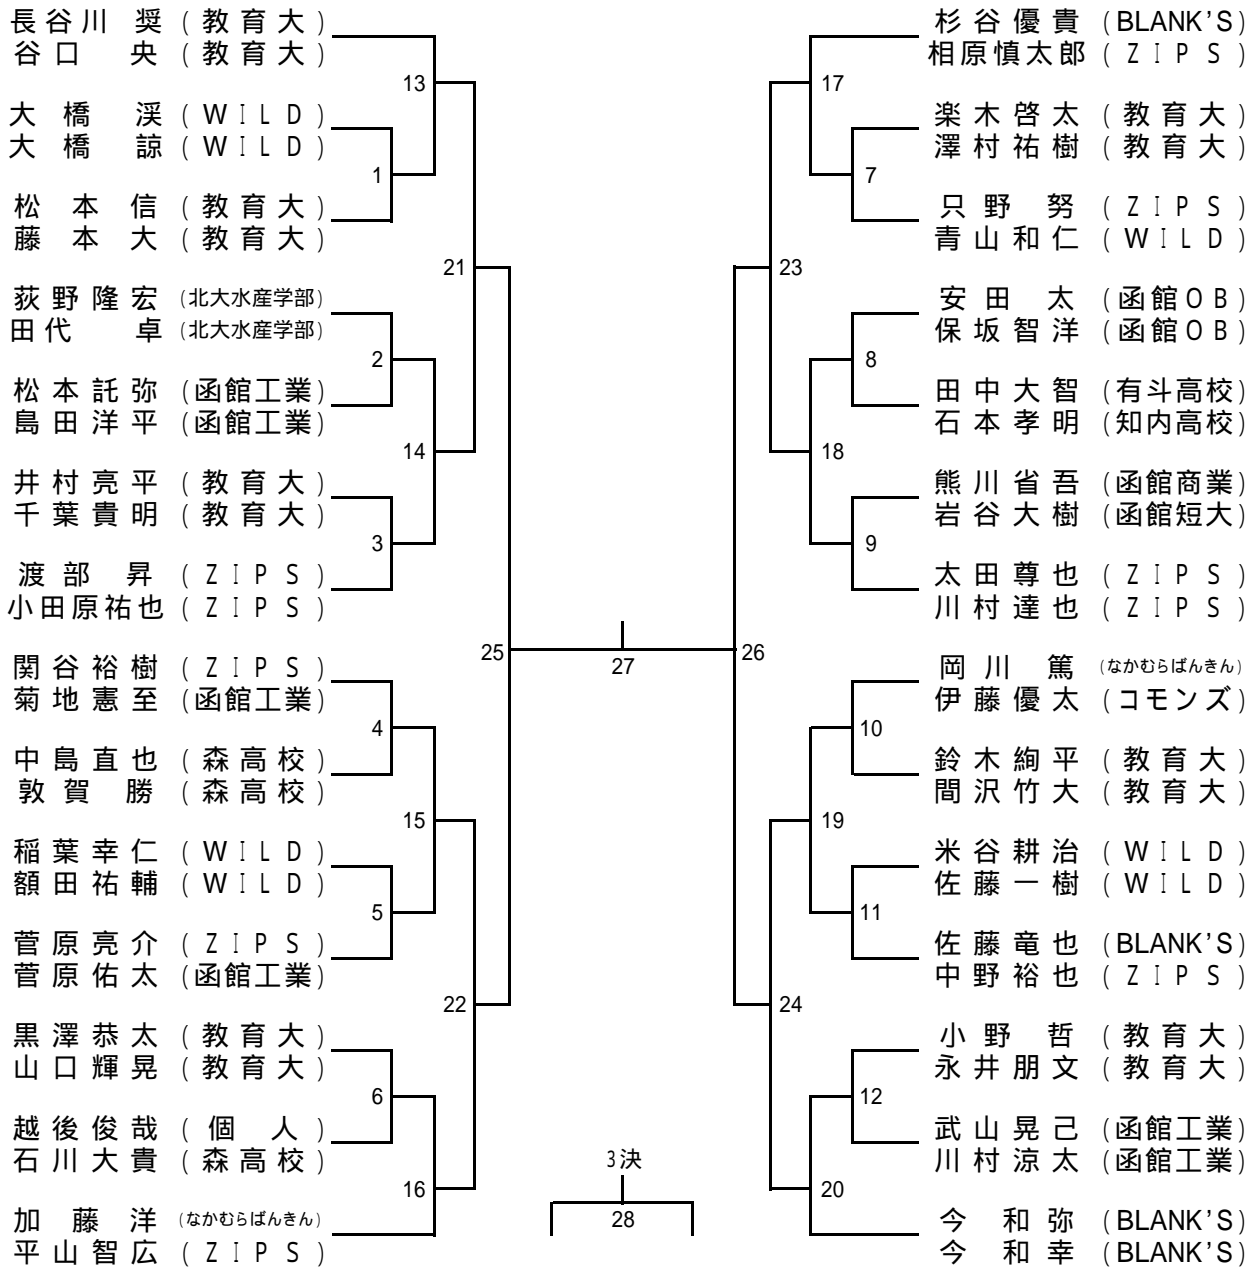 長谷川 奨 (教育大)
谷口 央 (教育大)
13
大橋 渓 (WILD)
大橋 諒 (WILD)
1
松本 信 (教育大)
藤本 大 (教育大)
21
荻野隆宏 (北大水産学部)
田代 卓 (北大水産学部)
2
松本託弥 (函館工業)
島田洋平 (函館工業)
14
井村亮平 (教育大)
千葉貴明 (教育大)
3
渡部 昇 (ZIPS)
小田原祐也 (ZIPS)
25
関谷裕樹 (ZIPS)
菊地憲至 (函館工業)
4
中島直也 (森高校)
敦賀 勝 (森高校)
15
稲葉幸仁 (WILD)
額田祐輔 (WILD)
5
菅原亮介 (ZIPS)
菅原佑太 (函館工業)
22
黒澤恭太 (教育大)
山口輝晃 (教育大)
6
越後俊哉 (個人)
石川大貴 (森高校)
16
加藤 洋 (なかむらばんきん)
平山智広 (ZIPS)
27
3決
28
杉谷優貴 (BLANK'S)
相原慎太郎 (ZIPS)
17
楽木啓太 (教育大)
澤村祐樹 (教育大)
7
只野 努 (ZIPS)
青山和仁 (WILD)
23
安田 太 (函館OB)
保坂智洋 (函館OB)
8
田中大智 (有斗高校)
石本孝明 (知内高校)
18
熊川省吾 (函館商業)
岩谷大樹 (函館短大)
9
太田尊也 (ZIPS)
川村達也 (ZIPS)
26
岡川 篤 (なかむらばんきん)
伊藤優太 (コモンズ)
10
鈴木絢平 (教育大)
間沢竹大 (教育大)
19
米谷耕治 (WILD)
佐藤一樹 (WILD)
11
佐藤竜也 (BLANK'S)
中野裕也 (ZIPS)
24
小野 哲 (教育大)
永井朋文 (教育大)
12
武山晃己 (函館工業)
川村涼太 (函館工業)
20
今 和弥 (BLANK'S)
今 和幸 (BLANK'S)